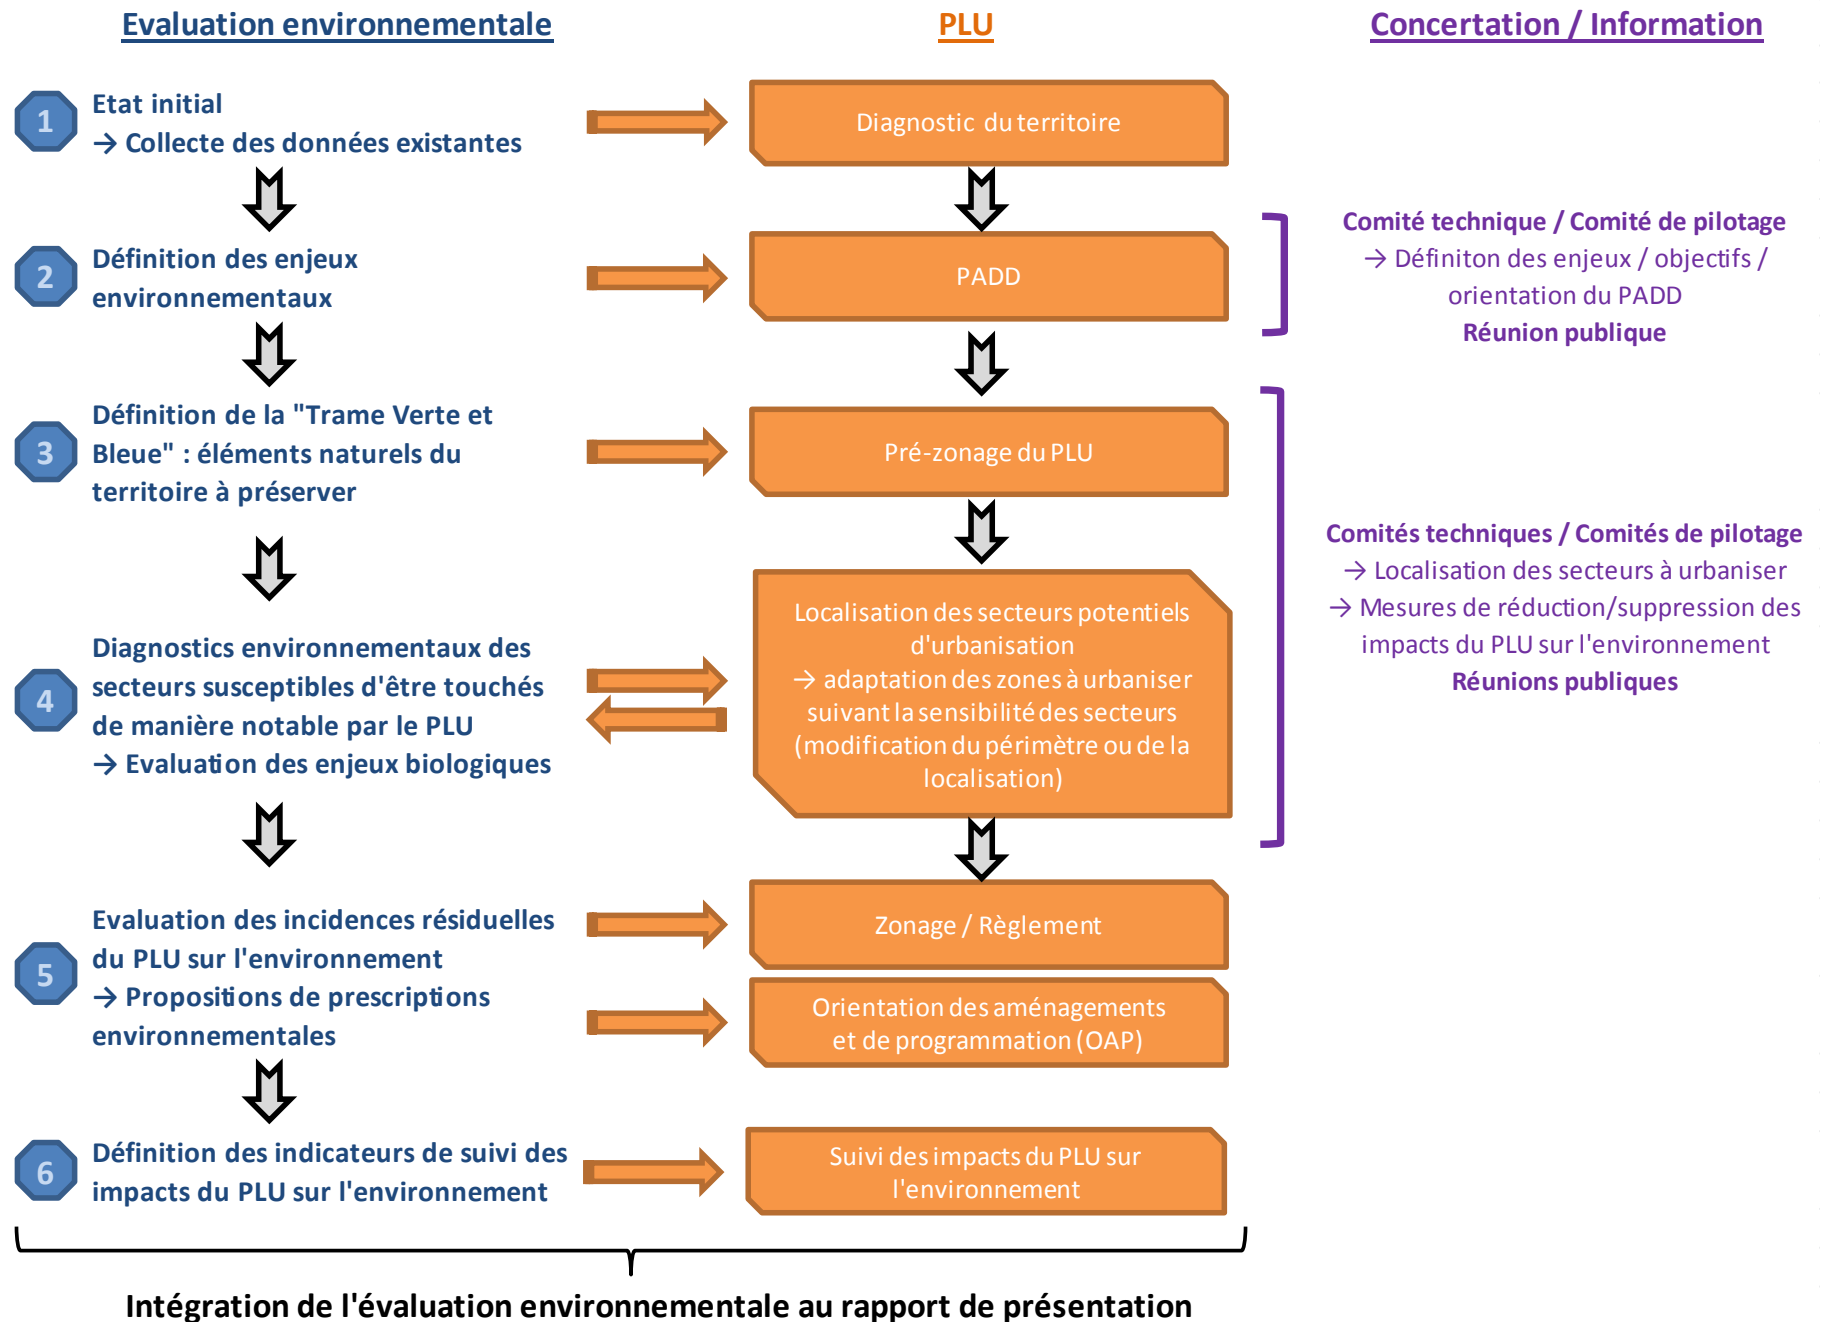 Evaluation environnementale
PLU
Concertation / Information
1
Etat initial
→ Collecte des données existantes
Diagnostic du territoire
2
Définition des enjeux
environnementaux
PADD
Comité technique / Comité de pilotage
→ Définiton des enjeux / objectifs /
orientation du PADD
Réunion publique
3
Définition de la "Trame Verte et
Bleue" : éléments naturels du
territoire à préserver
Pré-zonage du PLU
4
Diagnostics environnementaux des
secteurs susceptibles d'être touchés
de manière notable par le PLU
→ Evaluation des enjeux biologiques
Localisation des secteurs potentiels
d'urbanisation
→ adaptation des zones à urbaniser
suivant la sensibilité des secteurs
(modification du périmètre ou de la
localisation)
Comités techniques / Comités de pilotage
→ Localisation des secteurs à urbaniser
→ Mesures de réduction/suppression des
impacts du PLU sur l'environnement
Réunions publiques
5
Evaluation des incidences résiduelles
du PLU sur l'environnement
→ Propositions de prescriptions
environnementales
Zonage / Règlement
Orientation des aménagements
et de programmation (OAP)
6
Définition des indicateurs de suivi des
impacts du PLU sur l'environnement
Suivi des impacts du PLU sur
l'environnement
Intégration de l'évaluation environnementale au rapport de présentation